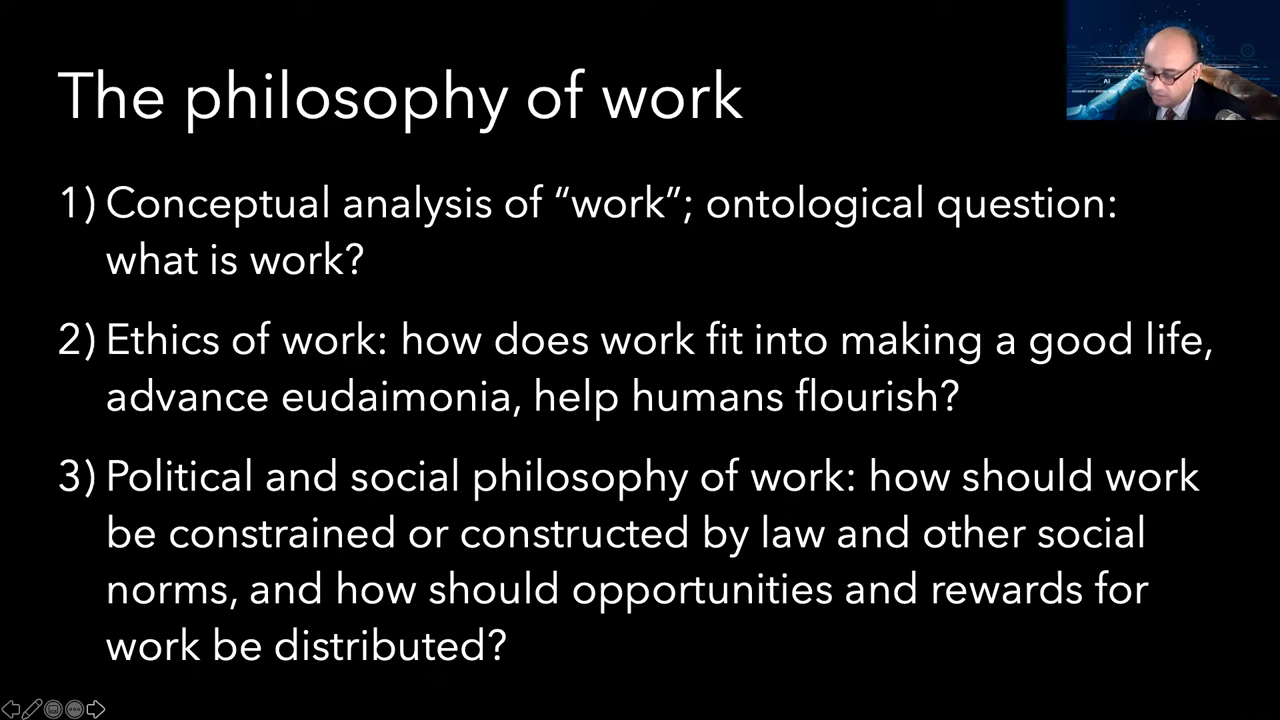 The philosophy of work
1) Conceptual analysis of “work”; ontological question:
what is work?
2) Ethics of work: how does work fit into making a good life,
advance eudaimonia, help humans flourish?
3) Political and social philosophy of work: how should work
be constrained or constructed by law and other social
norms, and how should opportunities and rewards for
work be distributed?
AI